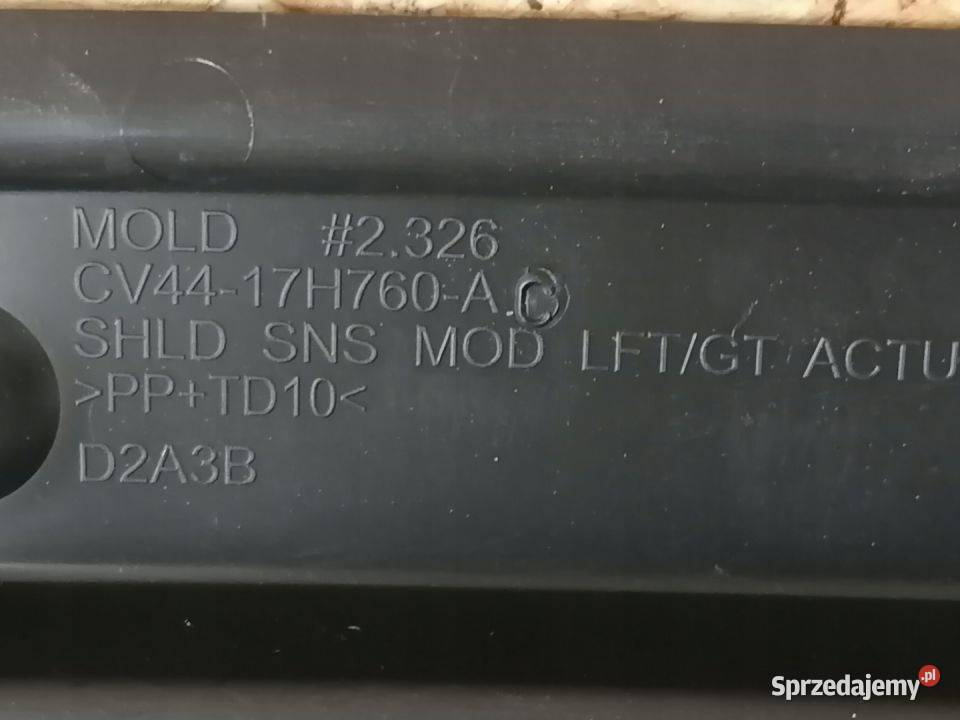 MOLD #2.326
CV44-17H760-A.C
SHLD SNS MOD LFT/GT ACTU
>PP+TD10<
D2A3B
Sprzedajemy.pl